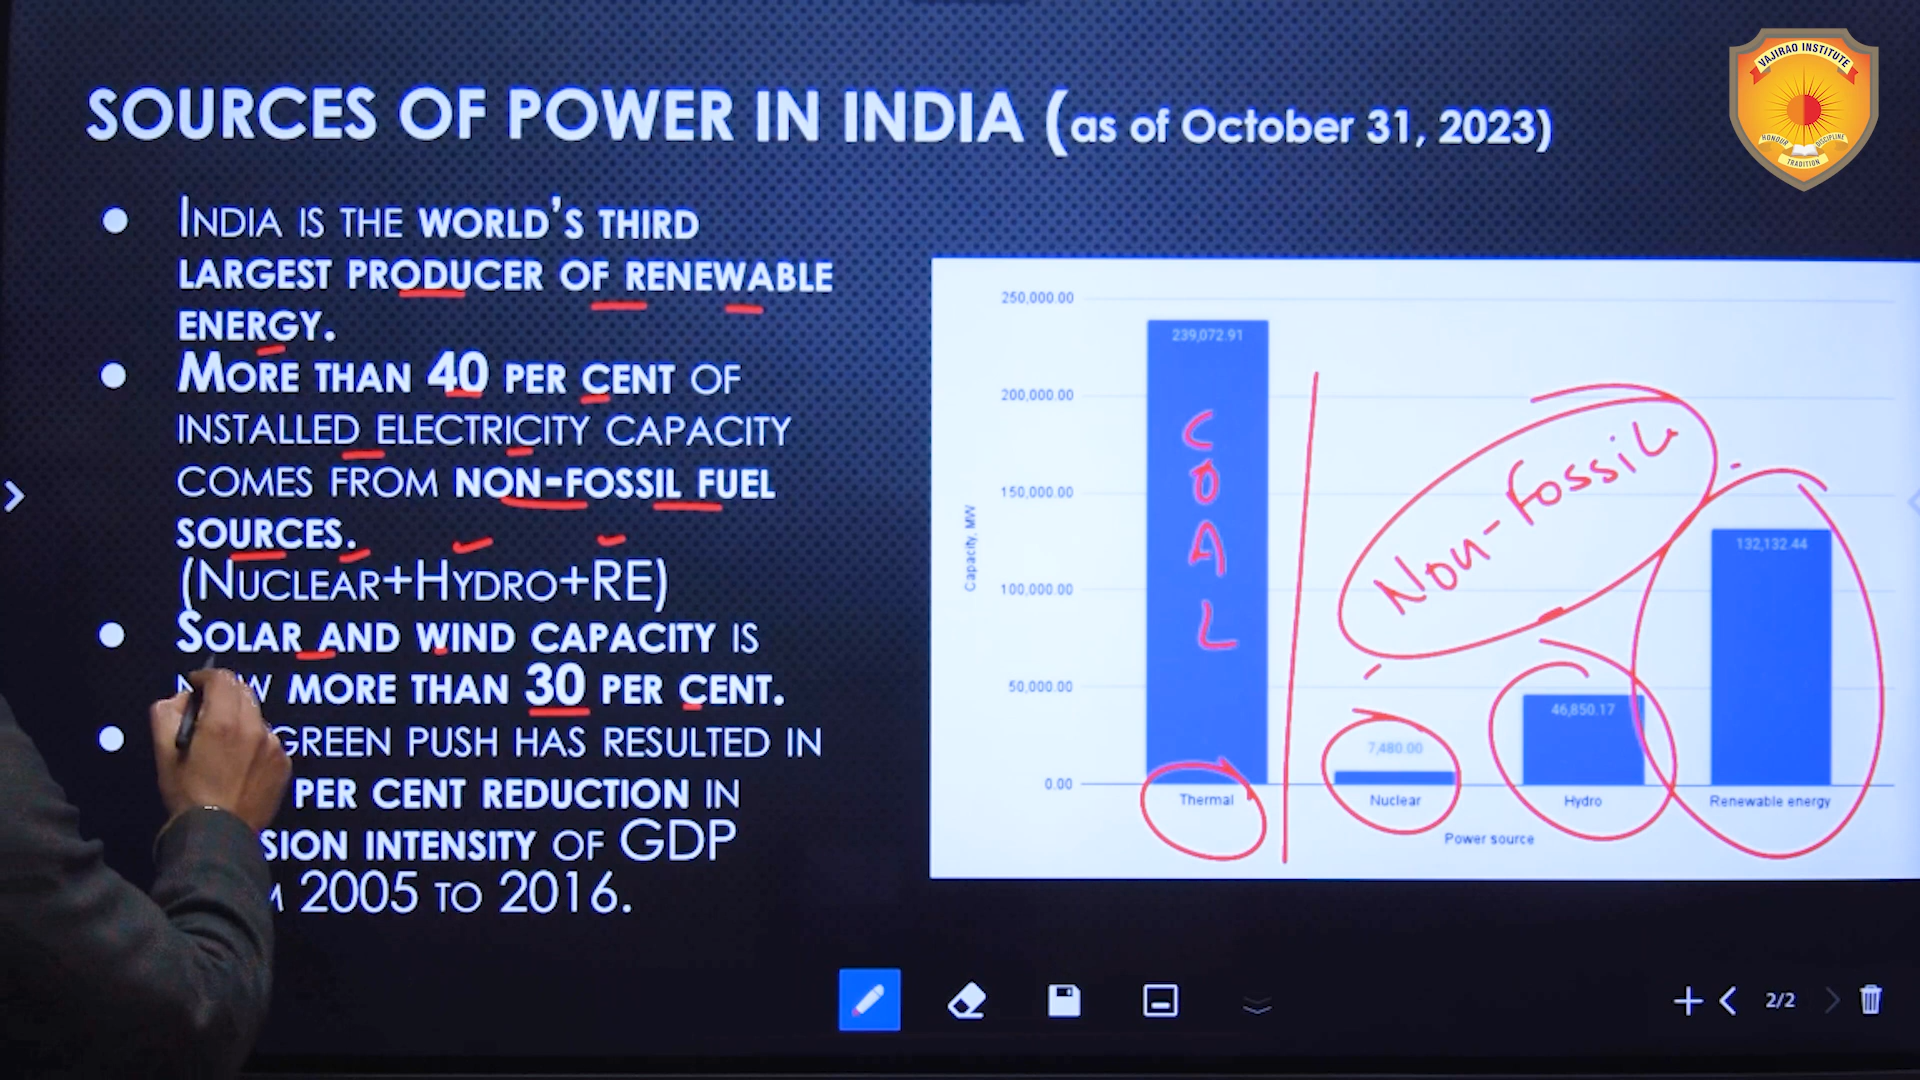 VAJIRAO INSTITUTE
HONOUR
DISCIPLINE
TRADITION
SOURCES OF POWER IN INDIA (as of October 31, 2023)
● INDIA IS THE WORLD'S THIRD
LARGEST PRODUCER OF RENEWABLE
ENERGY.
● MORE THAN 40 PER CENT OF
INSTALLED ELECTRICITY CAPACITY
COMES FROM NON-FOSSIL FUEL
SOURCES.
(NUCLEAR+HYDRO+RE)
● SOLAR AND WIND CAPACITY IS
MORE THAN 30 PER CENT.
● GREEN PUSH HAS RESULTED IN
PER CENT REDUCTION IN
SION INTENSITY OF GDP
2005 TO 2016.
250,000.00
200,000.00
150,000.00
100,000.00
50,000.00
0.00
Capacity, MW
239,072.91
COAL
Non-Fossil
7,480.00
46,850.17
132,132.44
Thermal Nuclear Hydro Renewable energy
Power source
2/2